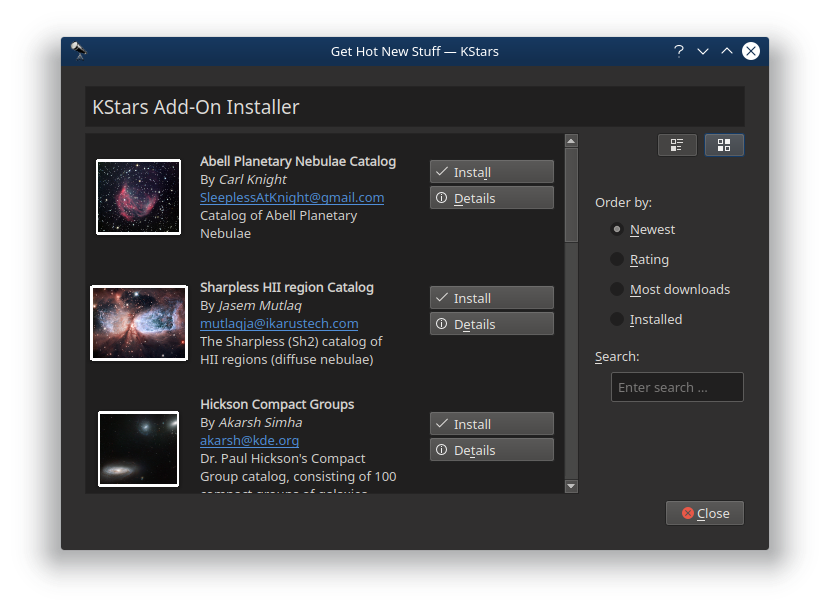 Get Hot New Stuff — KStars
KStars Add-On Installer
Abell Planetary Nebulae Catalog
By Carl Knight
SleeplessAtKnight@gmail.com
Catalog of Abell Planetary
Nebulae
Install
Details
Sharpless HII region Catalog
By Jasem Mutlaq
mutlaqja@ikarustech.com
The Sharpless (Sh2) catalog of
HII regions (diffuse nebulae)
Install
Details
Hickson Compact Groups
By Akarsh Simha
akarsh@kde.org
Dr. Paul Hickson's Compact
Group catalog, consisting of 100
compact groups of galaxies
Install
Details
Order by:
Newest
Rating
Most downloads
Installed
Search:
Enter search ...
Close